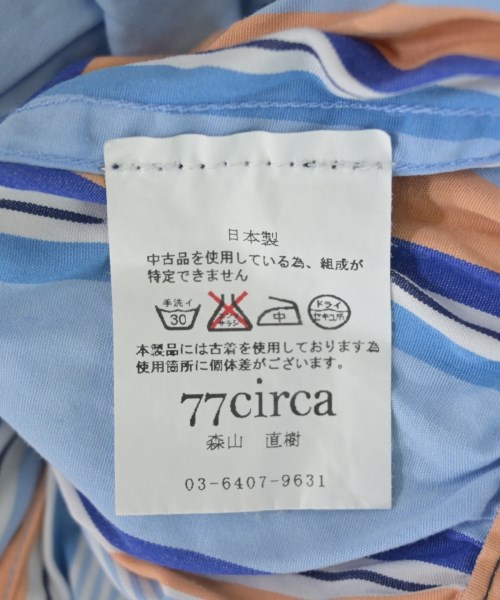 日本製
中古品を使用している為、組成が
特定できません
手洗イ ドライ
30 エンソ サラシ 中 セキユ系
本製品には古着を使用しております為
使用箇所に個体差がございます。
77circa
森山 直樹
03-6407-9631